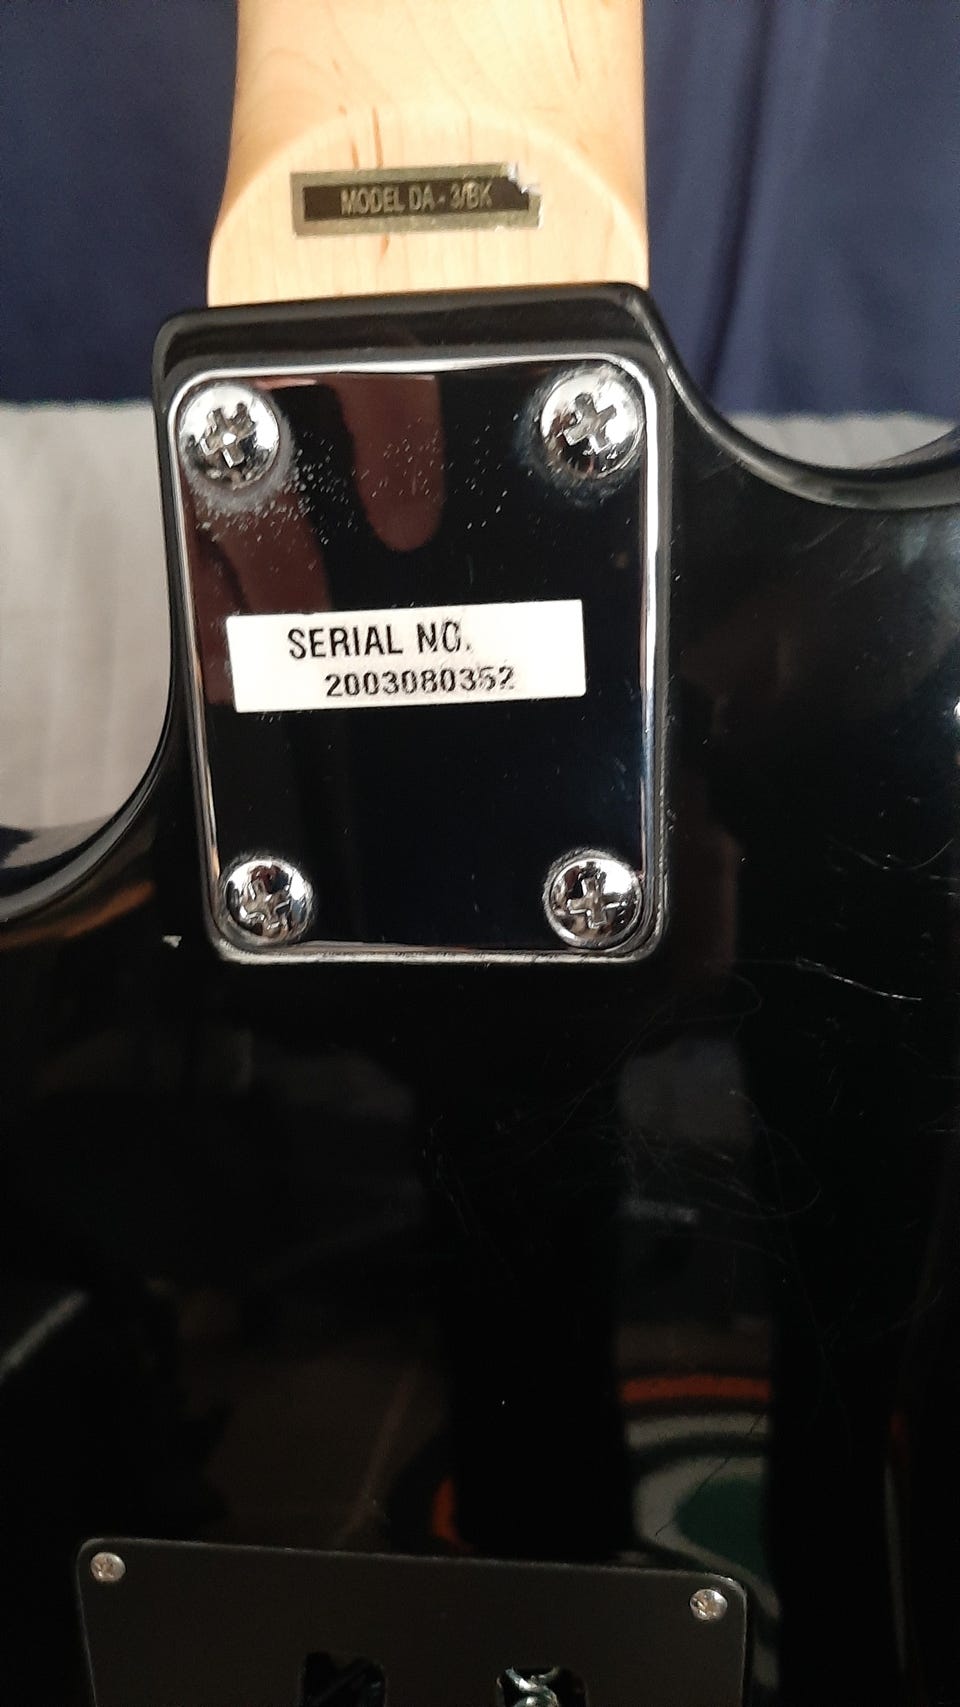 MODEL DA - 3/BK
SERIAL NO.
2003080352